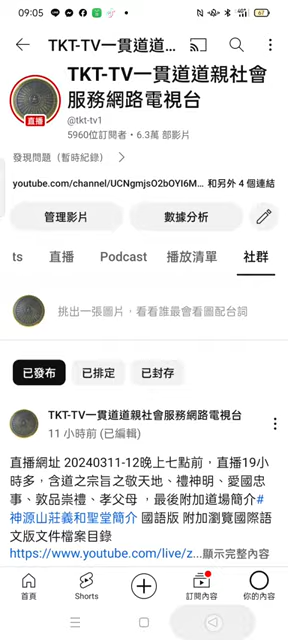 09:05
4G
67
TKT-TV一貫道道...
TKT-TV一貫道道親社會
服務網路電視台
直播
@tkt-tv1
5960位訂閱者・6.3萬 部影片
發現問題（暫時紀錄）
youtube.com/channel/UCNgmjsO2bOYI6M... 和另外 4 個連結
管理影片
數據分析
ts
直播
Podcast
播放清單
社群
挑出一張圖片，看看誰最會看圖配台詞
已發布
已排定
已封存
TKT-TV一貫道道親社會服務網路電視台
11 小時前 (已編輯)
直播網址 20240311-12晚上七點前，直播19小
時多，含道之宗旨之敬天地、禮神明、愛國忠
事、敦品崇禮、孝父母 ，最後附加道場簡介#
神源山莊義和聖堂簡介 國語版 附加瀏覽國際語
文版文件檔案目錄
https://www.youtube.com/live/z...顯示完整內容
首頁
Shorts
訂閱內容
你的內容